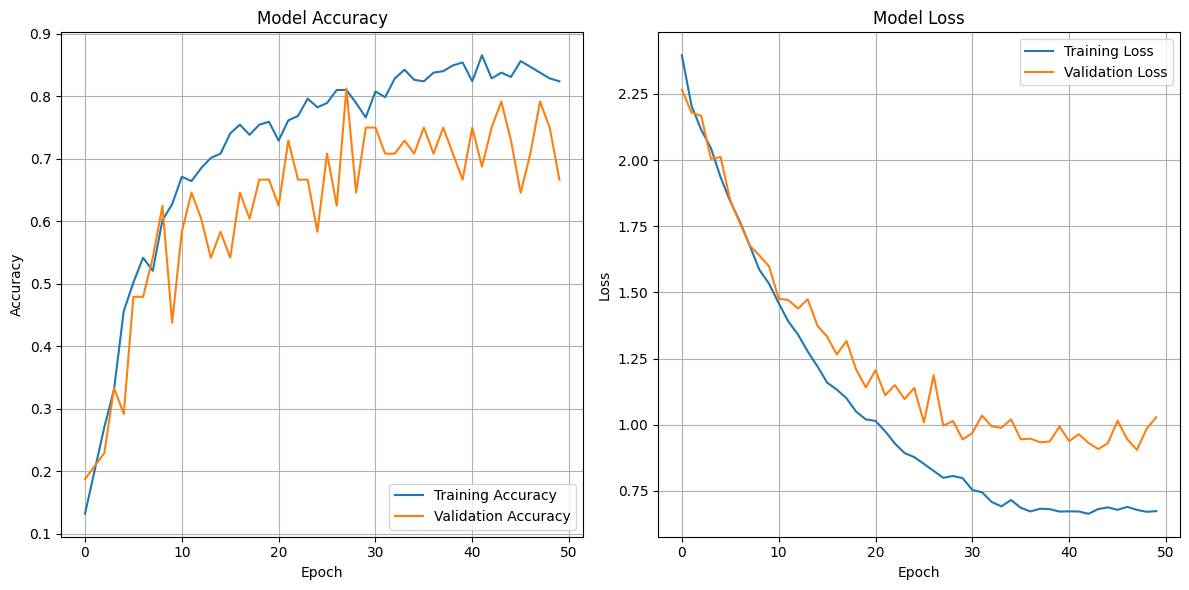 Model Accuracy
Accuracy
0.9
0.8
0.7
0.6
0.5
0.4
0.3
0.2
0.1
Training Accuracy
Validation Accuracy
0 10 20 30 40 50
Epoch
Model Loss
Loss
Training Loss
Validation Loss
2.25
2.00
1.75
1.50
1.25
1.00
0.75
0 10 20 30 40 50
Epoch